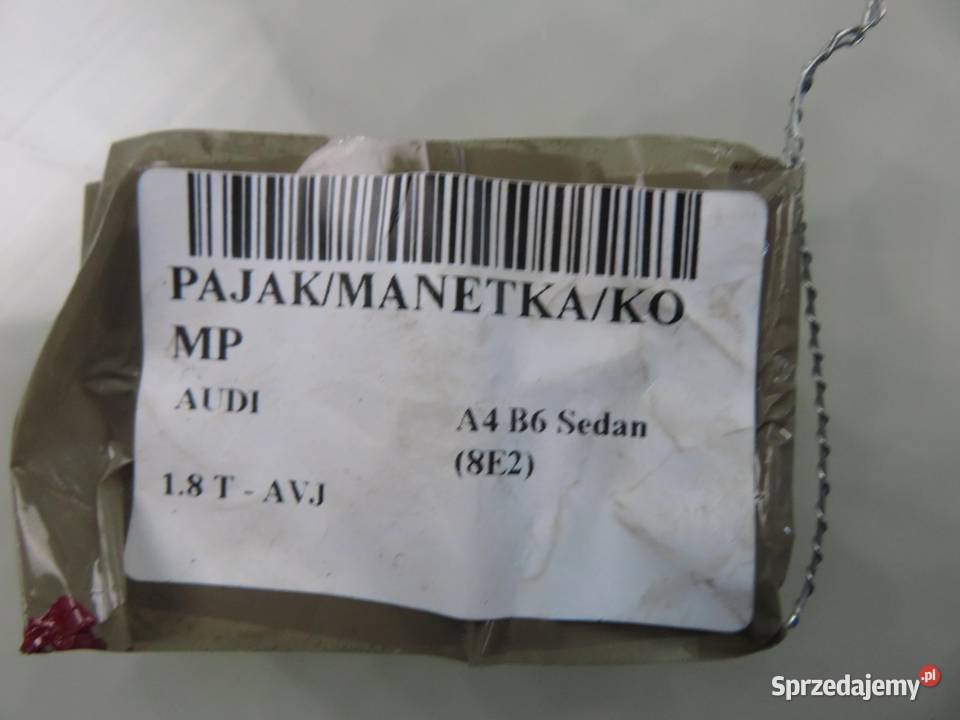 PAJAK/MANETKA/KO
MP
AUDI
A4 B6 Sedan
(8E2)
1.8 T - AVJ
Sprzedajemy.pl